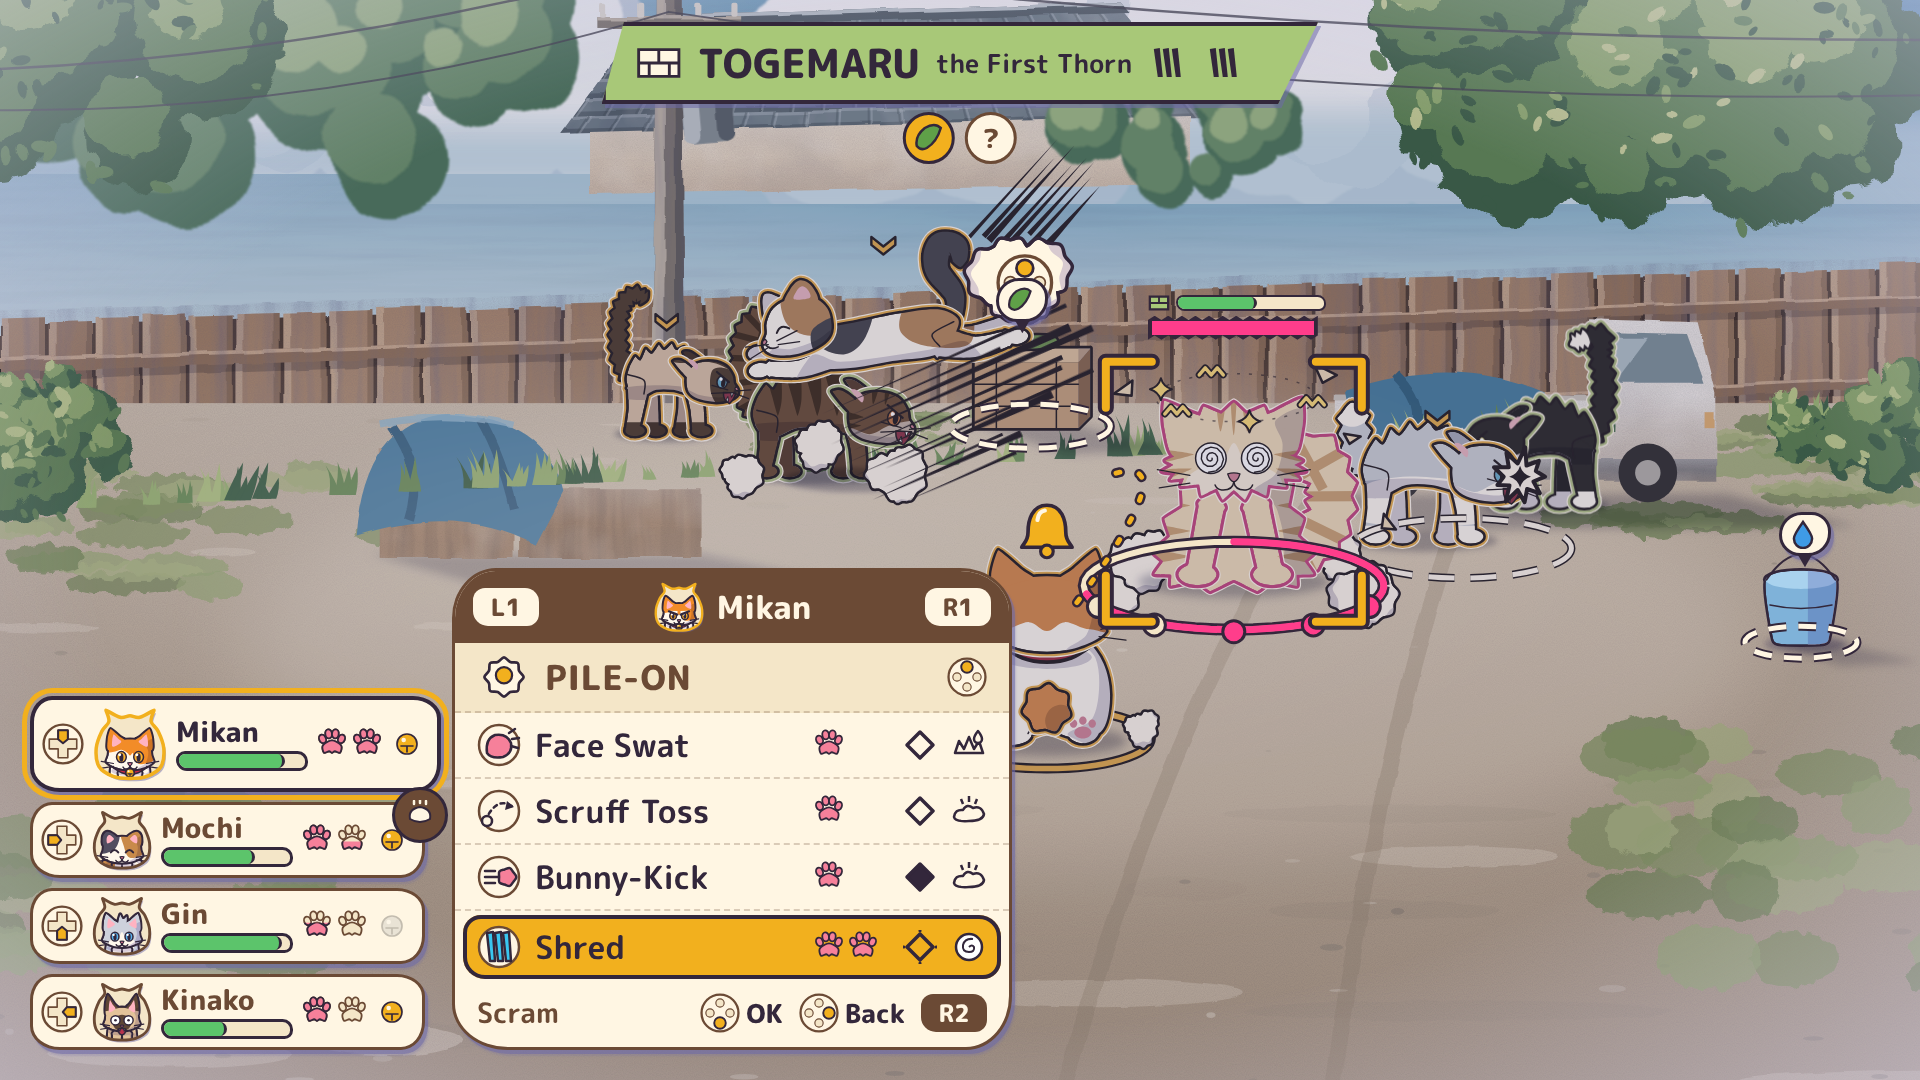 TOGEMARU the First Thorn
?
L1 Mikan R1
PILE-ON
Face Swat
Scruff Toss
Bunny-Kick
Shred
Scram OK Back R2
Mikan
Mochi
Gin
Kinako